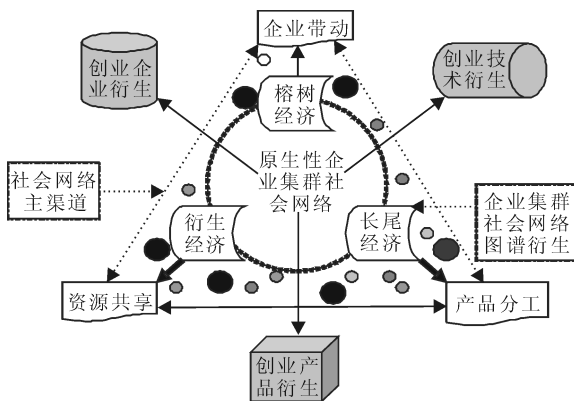 企业带动
创业企
业衍生
创业技
术衍生
榕树
经济
原生性企
业集群社
会网络
社会网络
主渠道
衍生
经济
长尾
经济
企业集群
社会网络
图谱衍生
资源共享
产品分工
创业产
品衍生